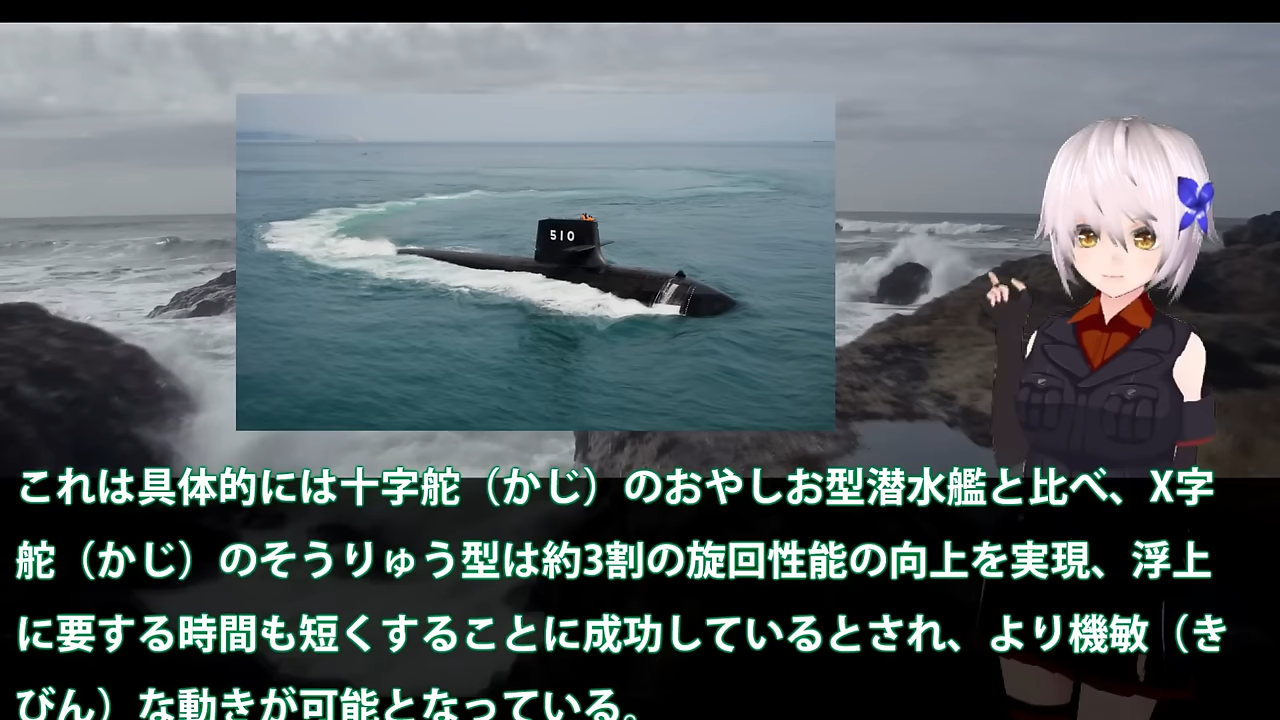 510
これは具体的には十字舵（かじ）のおやしお型潜水艦と比べ、X字
舵（かじ）のそうりゅう型は約3割の旋回性能の向上を実現、浮上
に要する時間も短くすることに成功しているとされ、より機敏（き
びん）な動きが可能となっている。